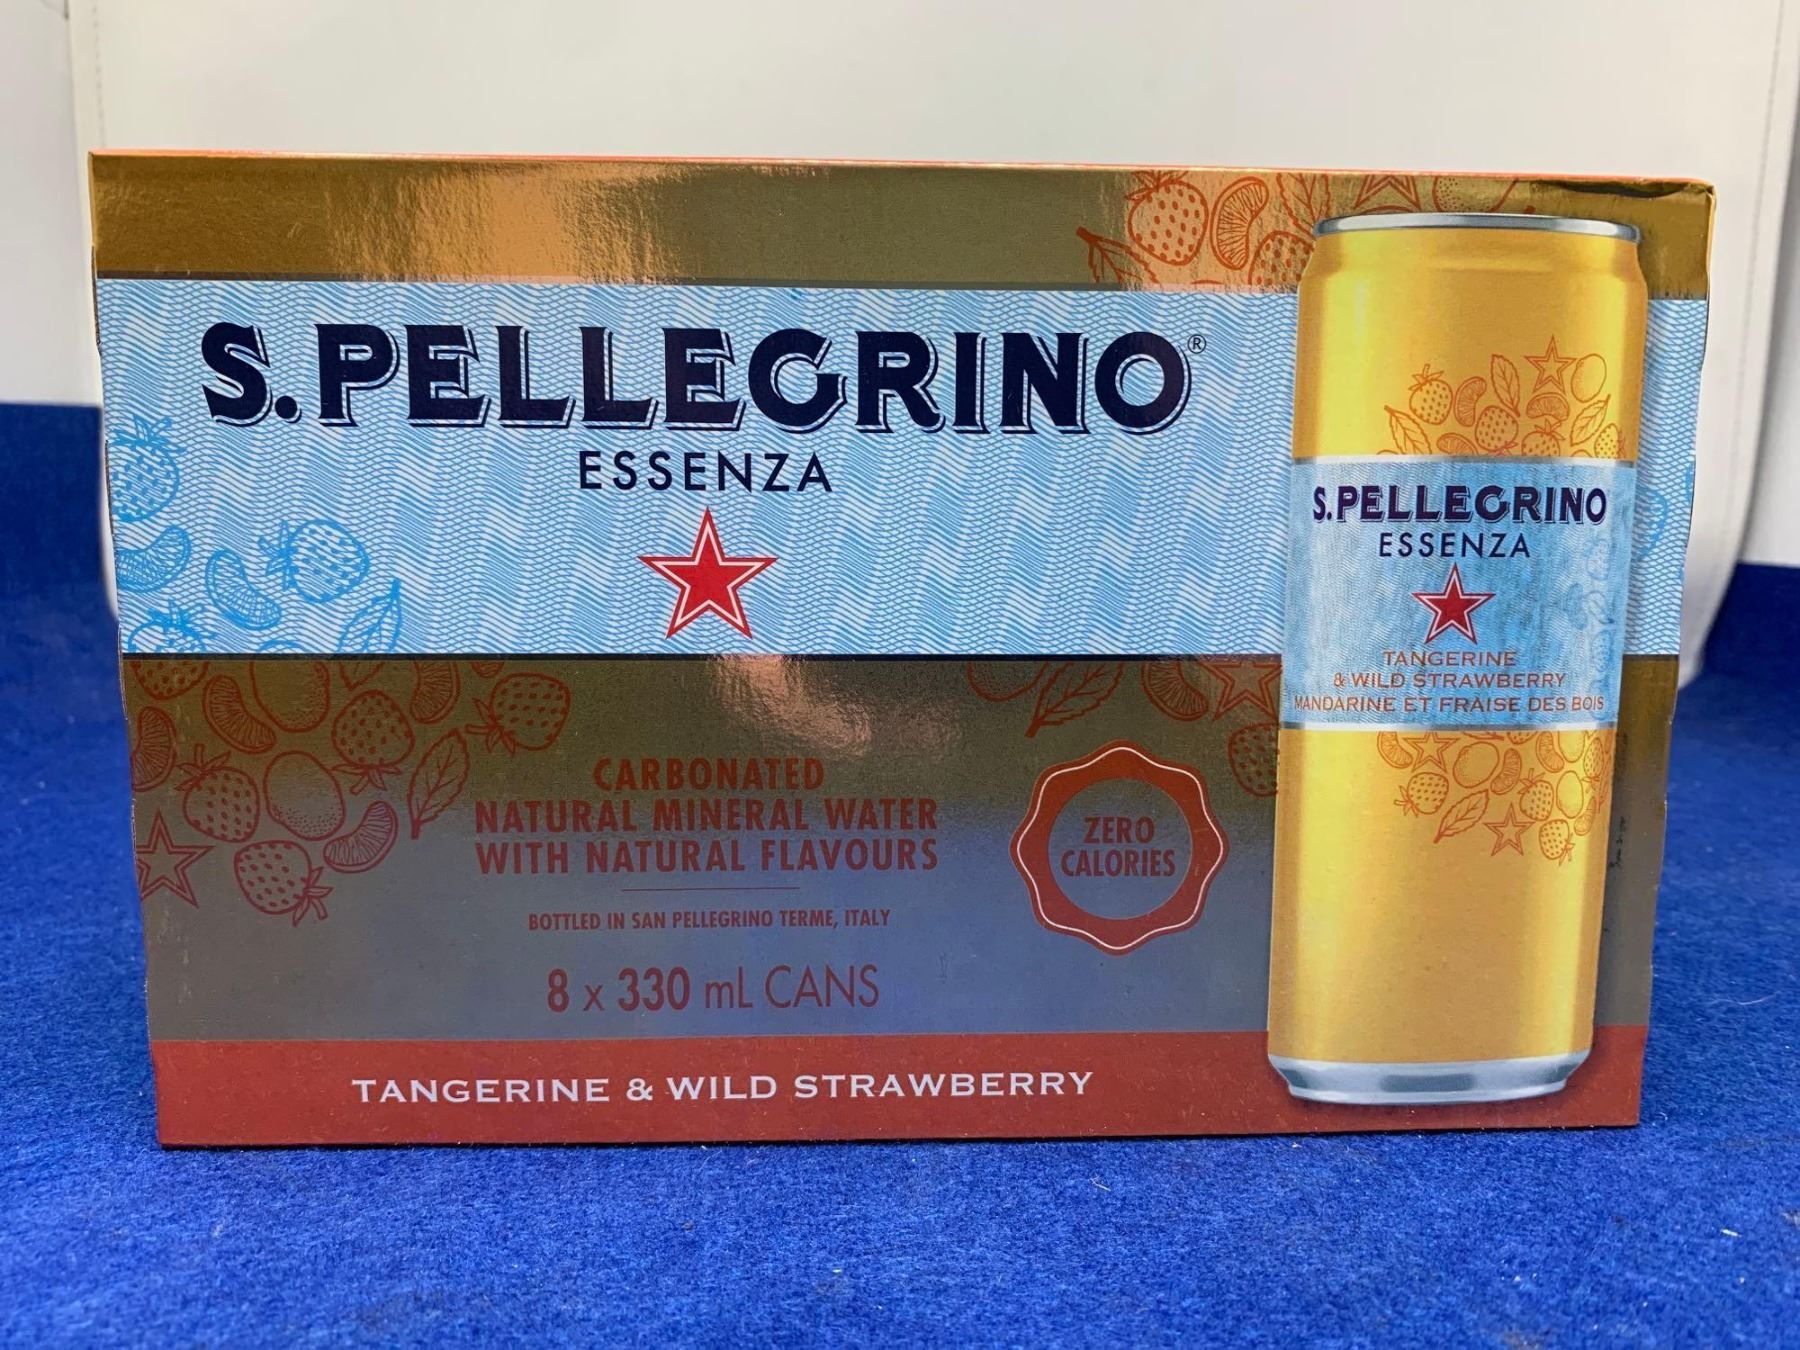 S.PELLEGRINO®
ESSENZA
CARBONATED
NATURAL MINERAL WATER
WITH NATURAL FLAVOURS
BOTTLED IN SAN PELLEGRINO TERME, ITALY
8 x 330 mL CANS
ZERO
CALORIES
TANGERINE & WILD STRAWBERRY
S.PELLEGRINO
ESSENZA
TANGERINE
& WILD STRAWBERRY
MANDARINE ET FRAISE DES BOIS